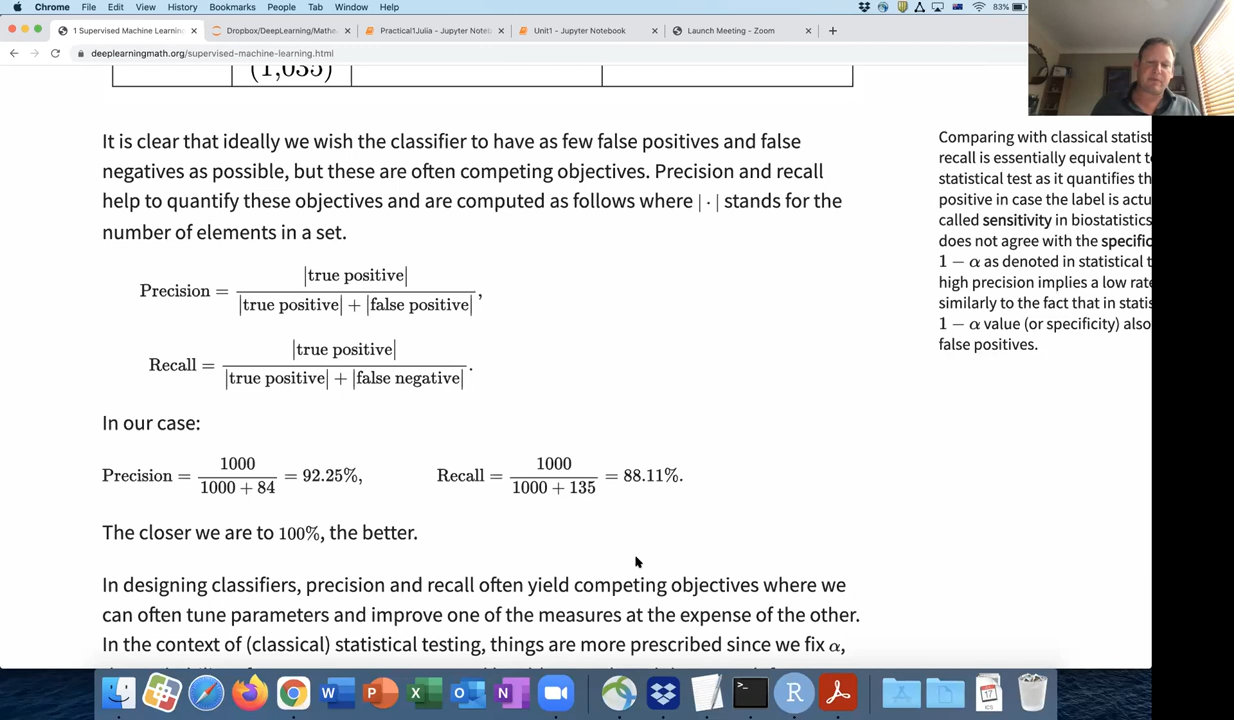 Chrome File Edit View History Bookmarks People Tab Window Help
83%
1 Supervised Machine Learning
Dropbox/DeepLearning/Mathe
Practical1Julia - Jupyter Noteb
Unit1 - Jupyter Notebook
Launch Meeting - Zoom
deeplearningmath.org/supervised-machine-learning.html
(1,035)
It is clear that ideally we wish the classifier to have as few false positives and false
negatives as possible, but these are often competing objectives. Precision and recall
help to quantify these objectives and are computed as follows where | · | stands for the
number of elements in a set.
Precision = |true positive| / |true positive| + |false positive|,
Recall = |true positive| / |true positive| + |false negative|.
In our case:
Precision = 1000 / 1000 + 84 = 92.25%, Recall = 1000 / 1000 + 135 = 88.11%.
The closer we are to 100%, the better.
In designing classifiers, precision and recall often yield competing objectives where we
can often tune parameters and improve one of the measures at the expense of the other.
In the context of (classical) statistical testing, things are more prescribed since we fix α,
Comparing with classical statist
recall is essentially equivalent to
statistical test as it quantifies th
positive in case the label is actu
called sensitivity in biostatistics
does not agree with the specific
1 − α as denoted in statistical t
high precision implies a low rate
similarly to the fact that in statis
1 − α value (or specificity) also
false positives.
17